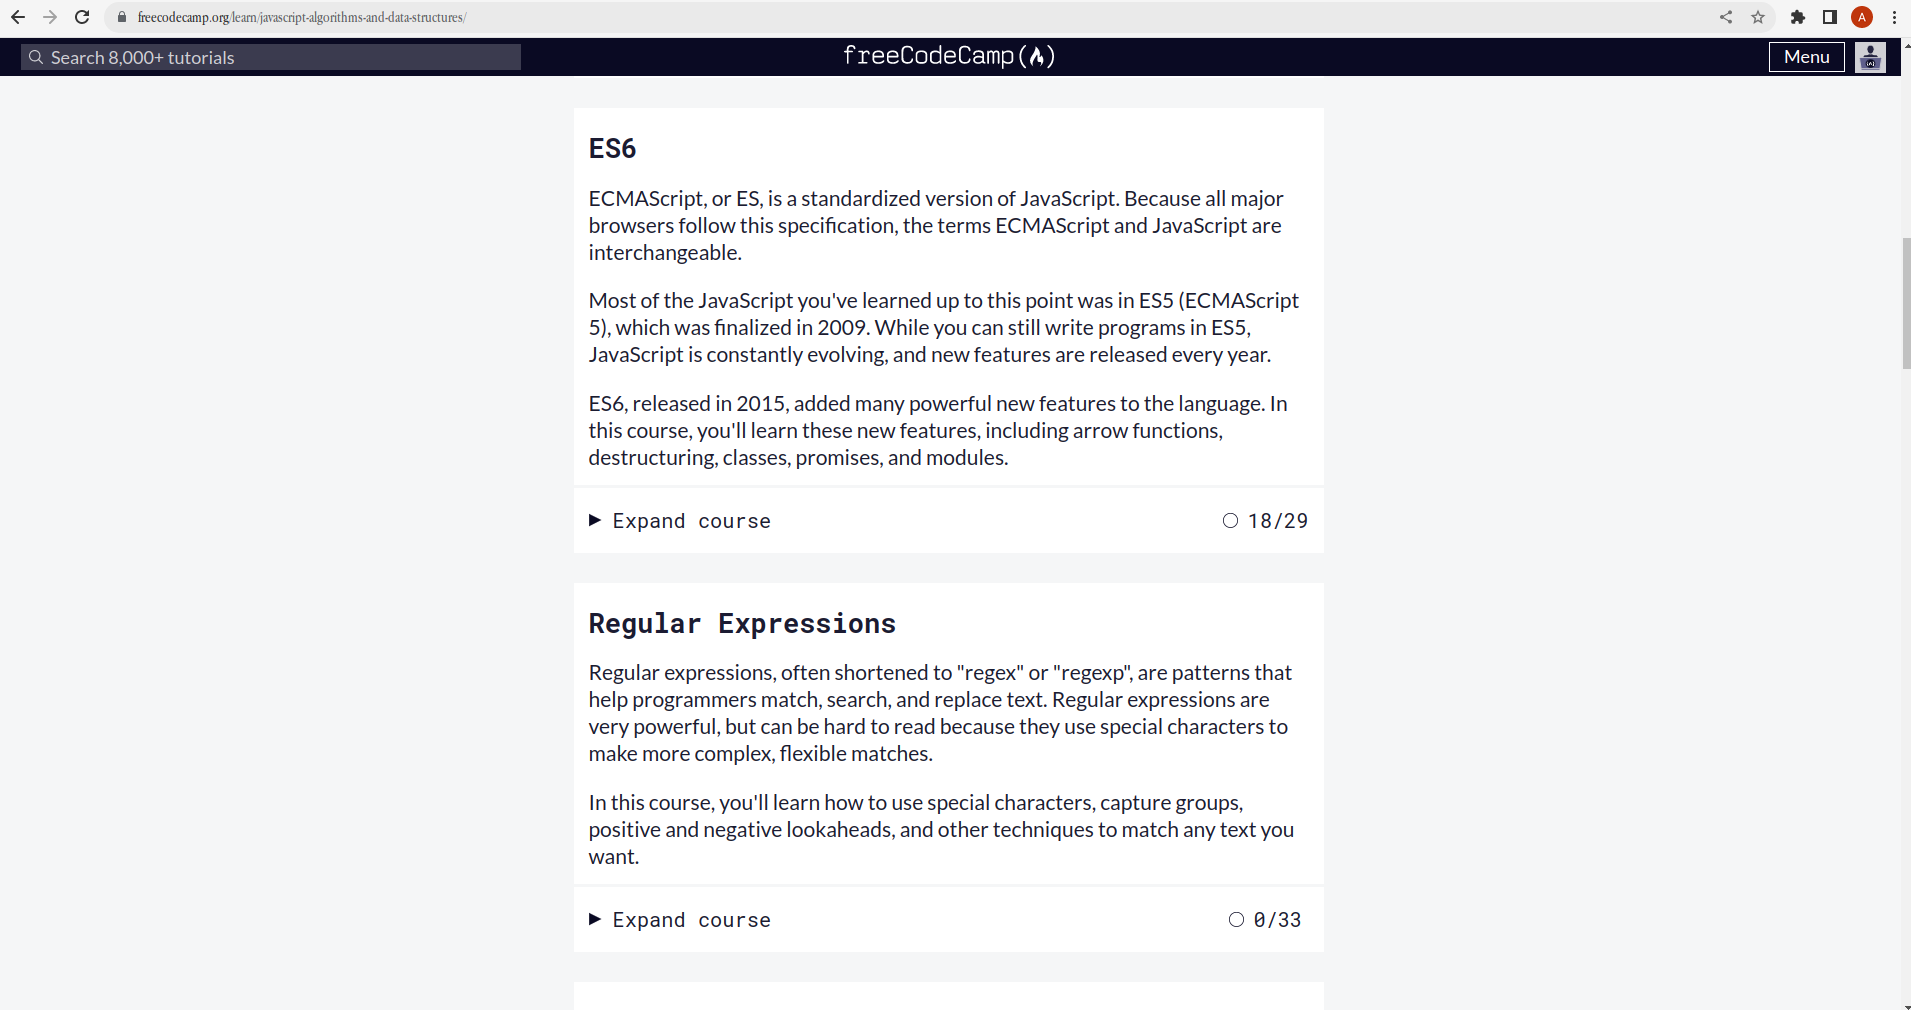 freecodecamp.org/learn/javascript-algorithms-and-data-structures/
A
Search 8,000+ tutorials
freeCodeCamp
Menu
ES6
ECMAScript, or ES, is a standardized version of JavaScript. Because all major
browsers follow this specification, the terms ECMAScript and JavaScript are
interchangeable.
Most of the JavaScript you've learned up to this point was in ES5 (ECMAScript
5), which was finalized in 2009. While you can still write programs in ES5,
JavaScript is constantly evolving, and new features are released every year.
ES6, released in 2015, added many powerful new features to the language. In
this course, you'll learn these new features, including arrow functions,
destructuring, classes, promises, and modules.
Expand course
18/29
Regular Expressions
Regular expressions, often shortened to "regex" or "regexp", are patterns that
help programmers match, search, and replace text. Regular expressions are
very powerful, but can be hard to read because they use special characters to
make more complex, flexible matches.
In this course, you'll learn how to use special characters, capture groups,
positive and negative lookaheads, and other techniques to match any text you
want.
Expand course
0/33